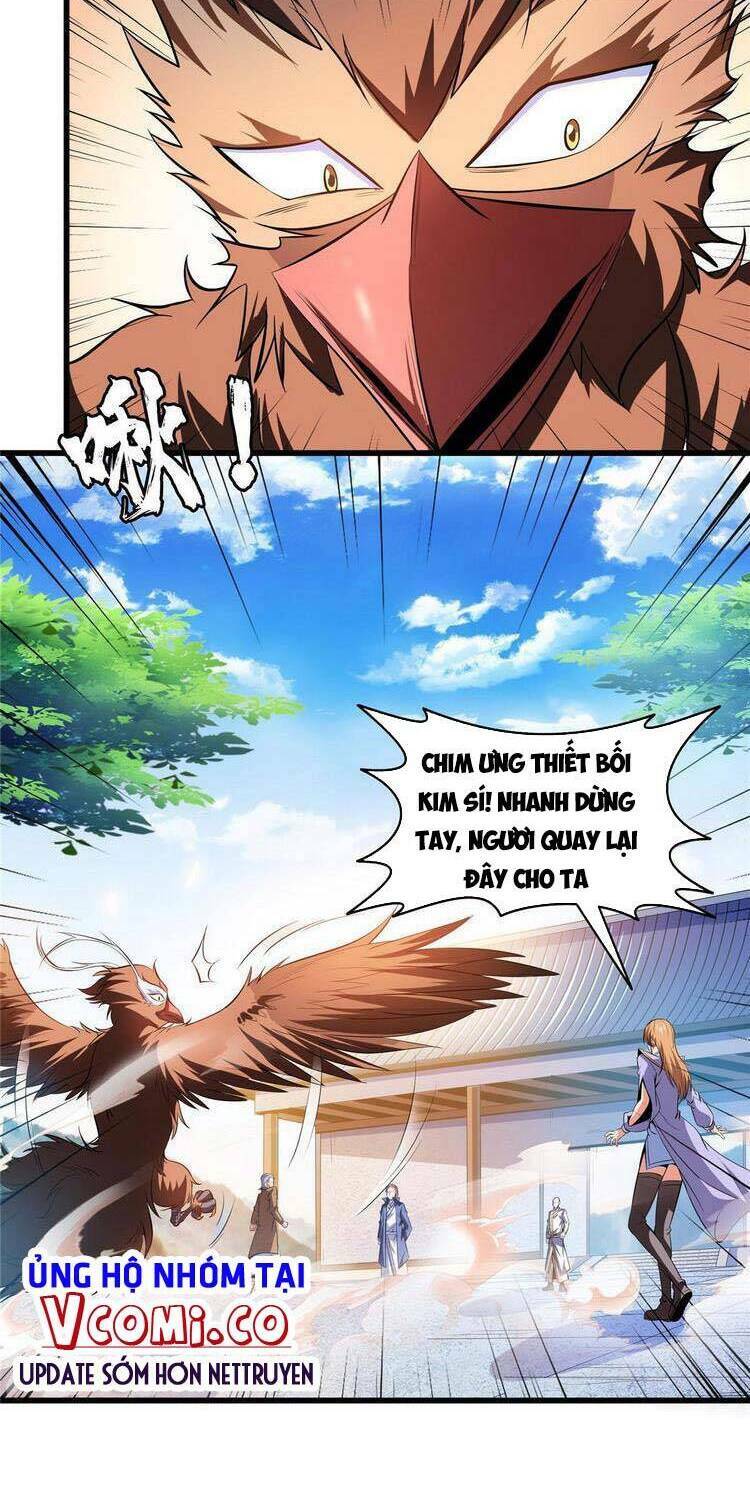 啾！
CHIM ƯNG THIẾT BỐI
KIM SÍ! NHANH DỪNG
TAY, NGƯƠI QUAY LẠI
ĐÂY CHO TA
ỦNG HỘ NHÓM TẠI
VCOMI.CO
UPDATE SỚM HƠN NETTRUYEN